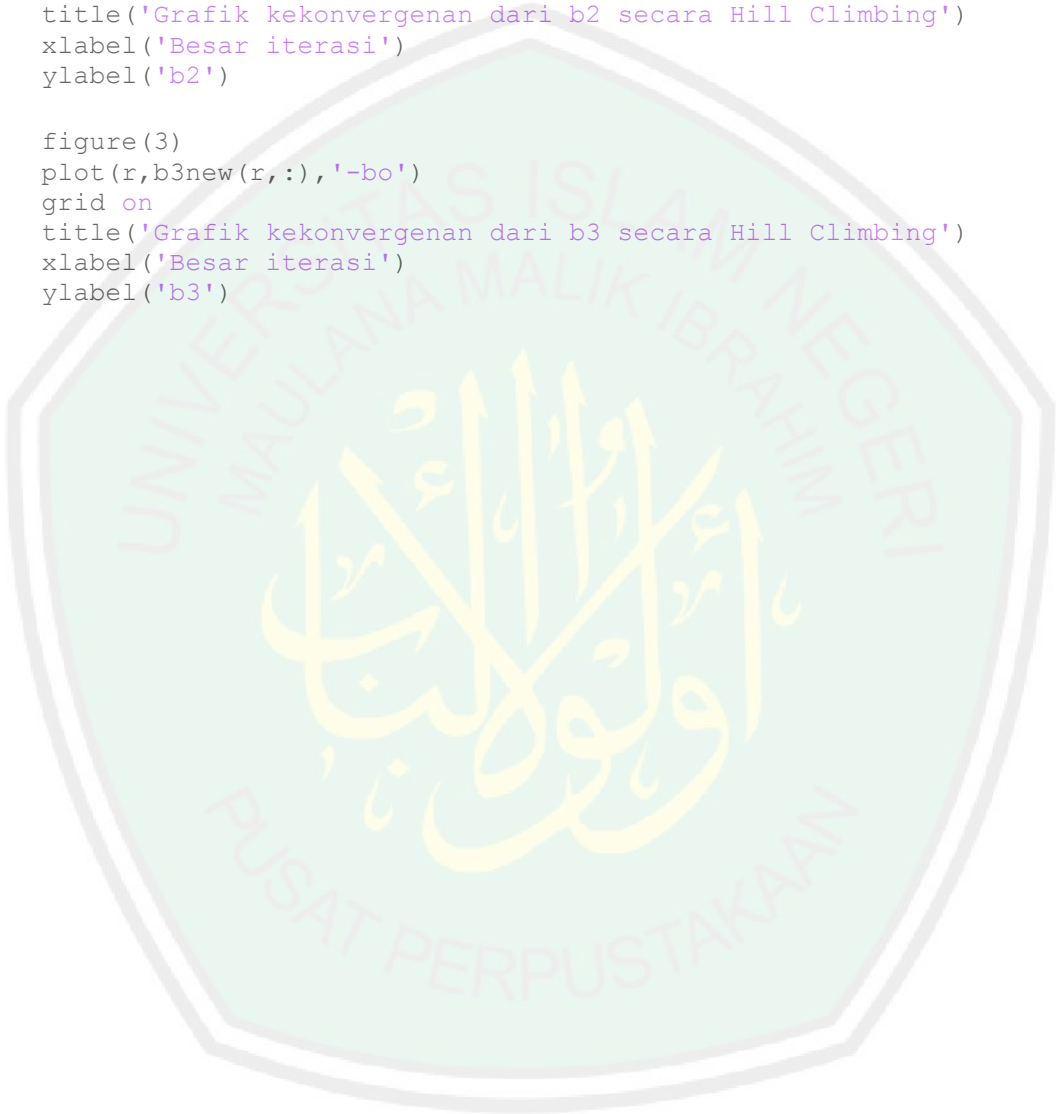 title('Grafik kekonvergenan dari b2 secara Hill Climbing')
xlabel('Besar iterasi')
ylabel('b2')
figure(3)
plot(r,b3new(r,:),'-bo')
grid on
title('Grafik kekonvergenan dari b3 secara Hill Climbing')
xlabel('Besar iterasi')
ylabel('b3')
UNIVERSITAS ISLAM NEGERI
MAULANA MALIK IBRAHIM
أولوا الألباب
PUSAT PERPUSTAKAAN